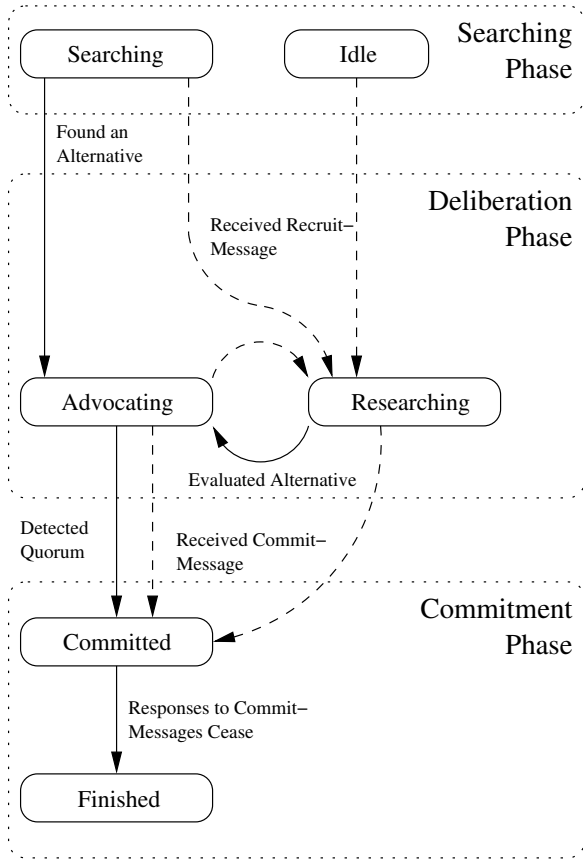 Searching
Phase
Searching
Idle
Found an
Alternative
Deliberation
Phase
Received Recruit−
Message
Advocating
Researching
Evaluated Alternative
Detected
Quorum
Received Commit−
Message
Commitment
Phase
Committed
Responses to Commit−
Messages Cease
Finished